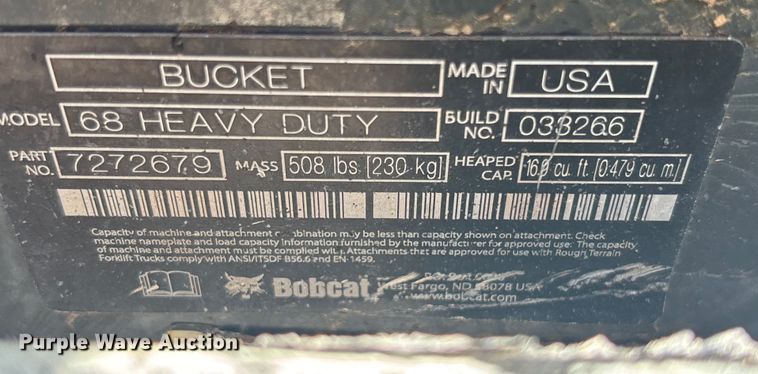 BUCKET MADE IN USA
MODEL 68 HEAVY DUTY BUILD NO. 033266
PART NO. 7272679 MASS 508 lbs [230 kg] HEAPED CAP. 16.9 cu. ft. [0.479 cu. m.]
Capacity of machine and attachment may be less than capacity shown on attachment. Check
machine nameplate and load capacity information furnished by the manufacturer for approved use. The capacity
of machine and attachment must be complied with. Attachments that are approved for use with Rough Terrain
Forklift Trucks comply with ANSI/ITSDF B56.6 and EN-1459.
Bobcat
West Fargo, ND 58078 USA
www.bobcat.com
Purple Wave Auction